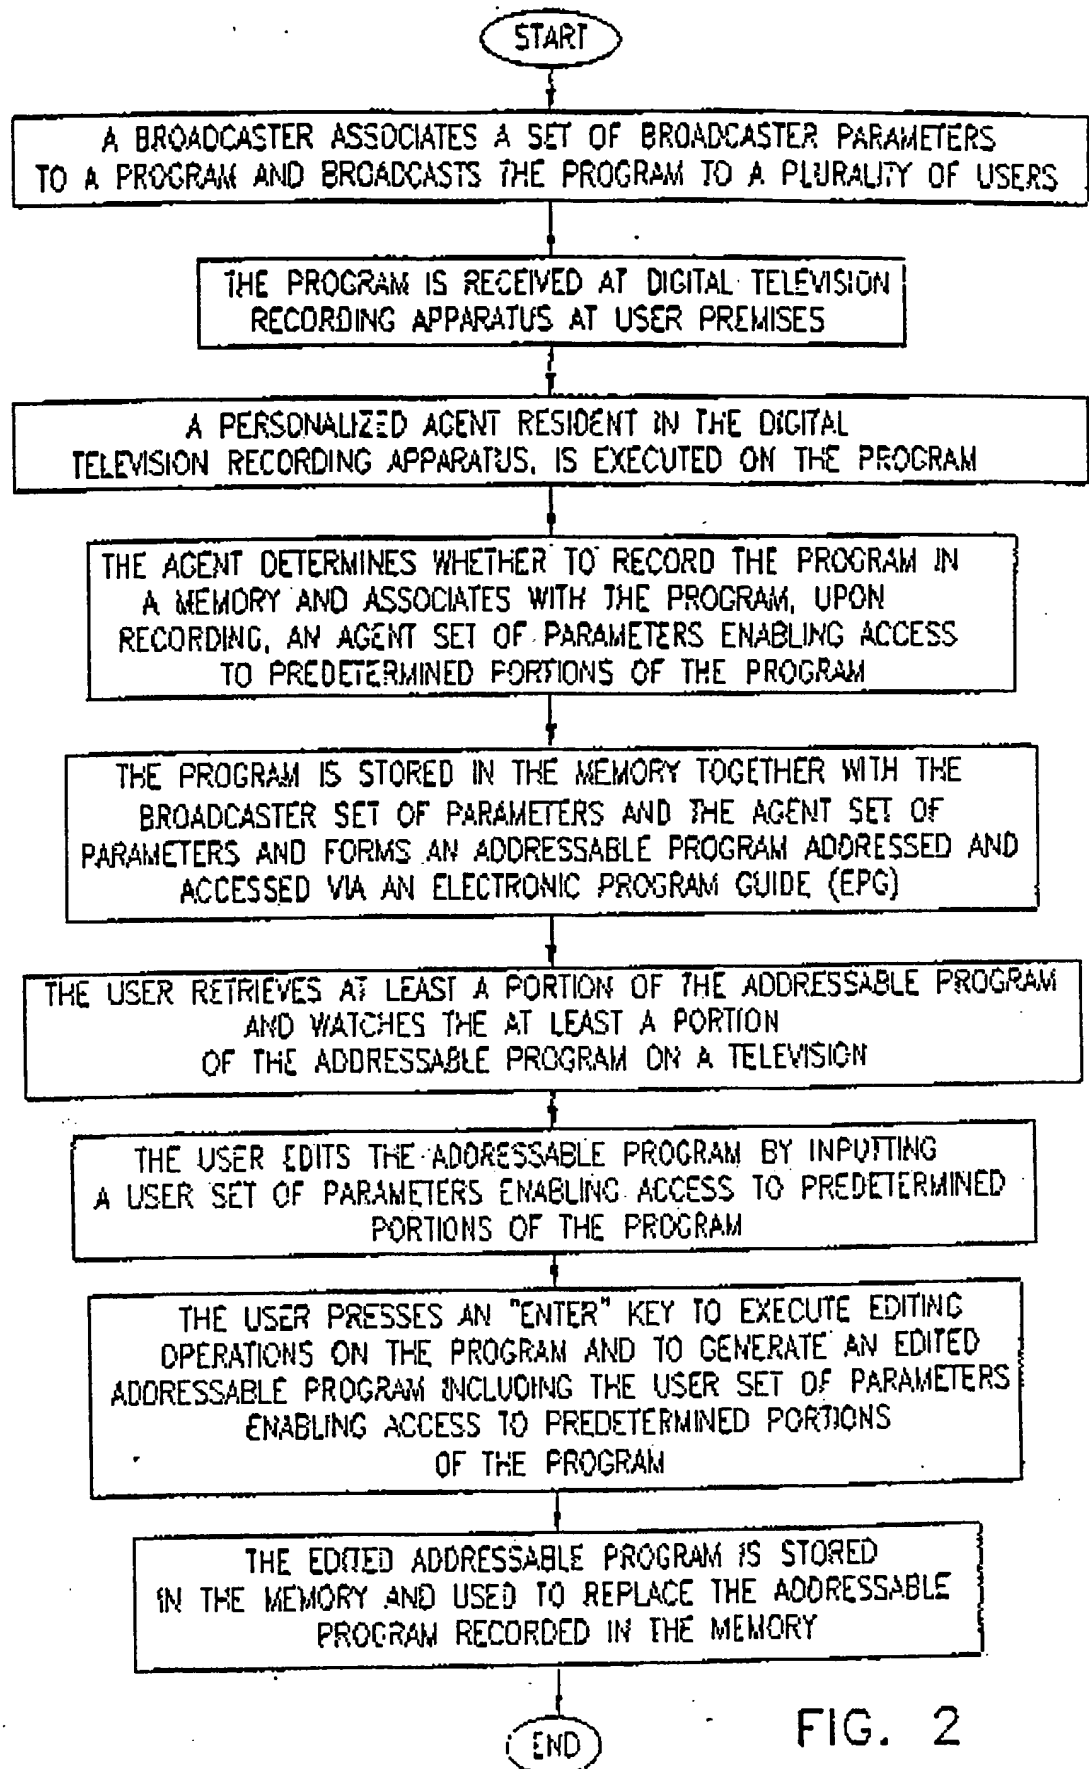 START
A BROADCASTER ASSOCIATES A SET OF BROADCASTER PARAMETERS
TO A PROGRAM AND BROADCASTS THE PROGRAM TO A PLURALITY OF USERS
THE PROGRAM IS RECEIVED AT DIGITAL TELEVISION
RECORDING APPARATUS AT USER PREMISES
A PERSONALIZED AGENT RESIDENT IN THE DIGITAL
TELEVISION RECORDING APPARATUS, IS EXECUTED ON THE PROGRAM
THE AGENT DETERMINES WHETHER TO RECORD THE PROGRAM IN
A MEMORY AND ASSOCIATES WITH THE PROGRAM, UPON
RECORDING, AN AGENT SET OF PARAMETERS ENABLING ACCESS
TO PREDETERMINED PORTIONS OF THE PROGRAM
THE PROGRAM IS STORED IN THE MEMORY TOGETHER WITH THE
BROADCASTER SET OF PARAMETERS AND THE AGENT SET OF
PARAMETERS AND FORMS AN ADDRESSABLE PROGRAM ADDRESSED AND
ACCESSED VIA AN ELECTRONIC PROGRAM GUIDE (EPG)
THE USER RETRIEVES AT LEAST A PORTION OF THE ADDRESSABLE PROGRAM
AND WATCHES THE AT LEAST A PORTION
OF THE ADDRESSABLE PROGRAM ON A TELEVISION
THE USER EDITS THE ADDRESSABLE PROGRAM BY INPUTTING
A USER SET OF PARAMETERS ENABLING ACCESS TO PREDETERMINED
PORTIONS OF THE PROGRAM
THE USER PRESSES AN "ENTER" KEY TO EXECUTE EDITING
OPERATIONS ON THE PROGRAM AND TO GENERATE AN EDITED
ADDRESSABLE PROGRAM INCLUDING THE USER SET OF PARAMETERS
ENABLING ACCESS TO PREDETERMINED PORTIONS
OF THE PROGRAM
THE EDITED ADDRESSABLE PROGRAM IS STORED
IN THE MEMORY AND USED TO REPLACE THE ADDRESSABLE
PROGRAM RECORDED IN THE MEMORY
END
FIG. 2